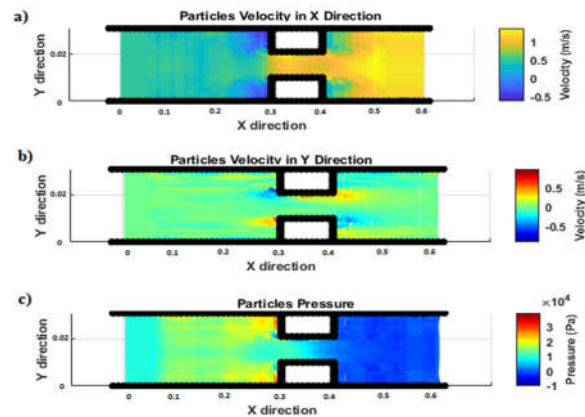 a)
Particles Velocity in X Direction
Y direction
0.02
0
0
0.1
0.2
0.3
0.4
0.5
0.6
X direction
1
0.5
0
-0.5
Velocity (m/s)
b)
Particles Velocity in Y Direction
Y direction
0.02
0
0
0.1
0.2
0.3
0.4
0.5
0.6
X direction
0.5
0
-0.5
Velocity (m/s)
c)
Particles Pressure
Y direction
0.02
0
0
0.1
0.2
0.3
0.4
0.5
0.6
X direction
×10⁴
3
2
1
0
-1
Pressure (Pa)